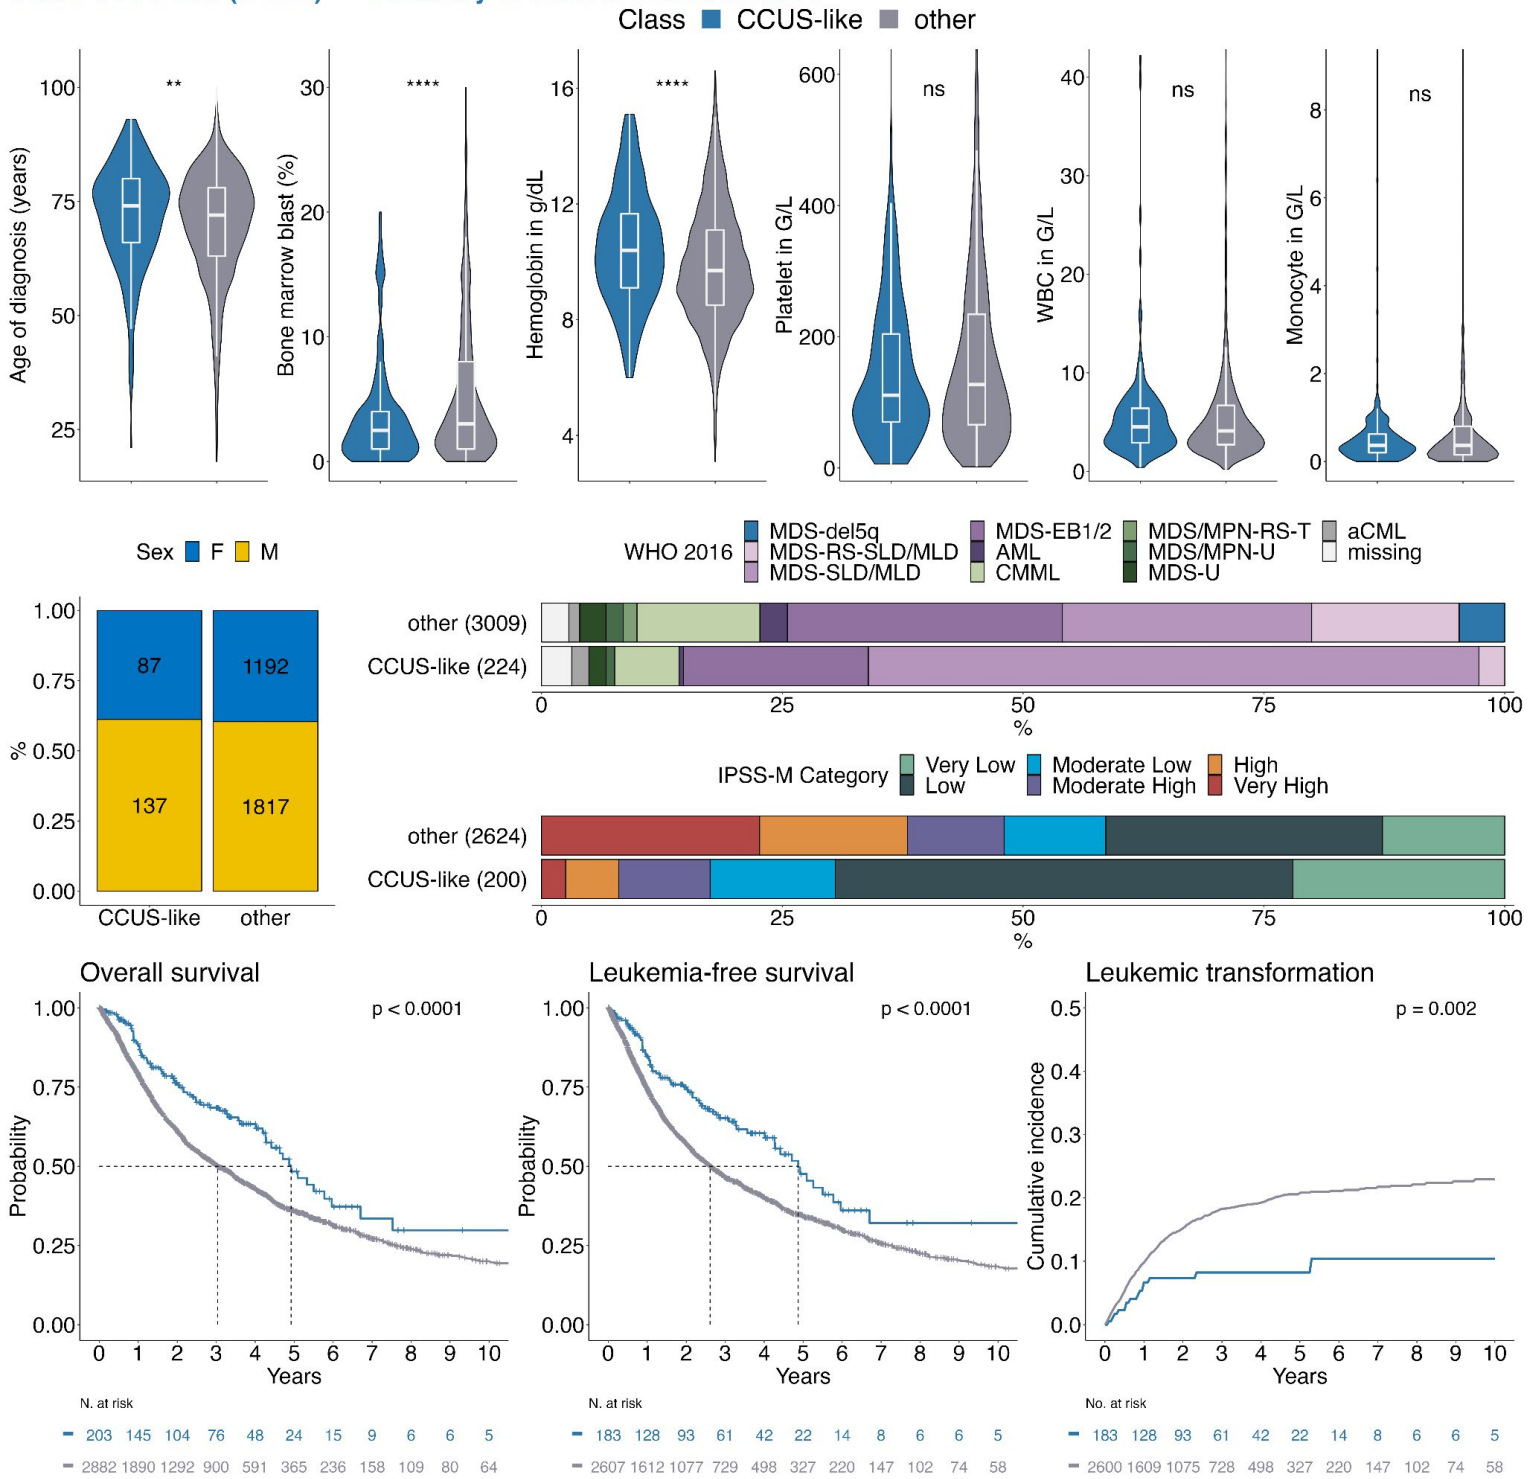 Class CCUS-like other
Age of diagnosis (years)
100
75
50
25
**
Bone marrow blast (%)
30
20
10
0
****
Hemoglobin in g/dL
16
12
8
4
****
Platelet in G/L
600
400
200
0
ns
WBC in G/L
40
30
20
10
0
ns
Monocyte in G/L
8
6
4
2
0
ns
Sex F M
%
1.00
0.75
0.50
0.25
0.00
87
1192
137
1817
CCUS-like other
WHO 2016
MDS-del5q MDS-EB1/2 MDS/MPN-RS-T aCML
MDS-RS-SLD/MLD AML MDS/MPN-U missing
MDS-SLD/MLD CMML MDS-U
other (3009)
CCUS-like (224)
0 25 50 75 100
%
IPSS-M Category
Very Low Moderate Low High
Low Moderate High Very High
other (2624)
CCUS-like (200)
0 25 50 75 100
%
Overall survival
p < 0.0001
Probability
1.00
0.75
0.50
0.25
0.00
0 1 2 3 4 5 6 7 8 9 10
Years
N. at risk
203 145 104 76 48 24 15 9 6 6 5
2882 1890 1292 900 591 365 236 158 109 80 64
Leukemia-free survival
p < 0.0001
Probability
1.00
0.75
0.50
0.25
0.00
0 1 2 3 4 5 6 7 8 9 10
Years
N. at risk
183 128 93 61 42 22 14 8 6 6 5
2607 1612 1077 729 498 327 220 147 102 74 58
Leukemic transformation
p = 0.002
Cumulative incidence
0.5
0.4
0.3
0.2
0.1
0.0
0 1 2 3 4 5 6 7 8 9 10
Years
No. at risk
183 128 93 61 42 22 14 8 6 6 5
2600 1609 1075 728 498 327 220 147 102 74 58